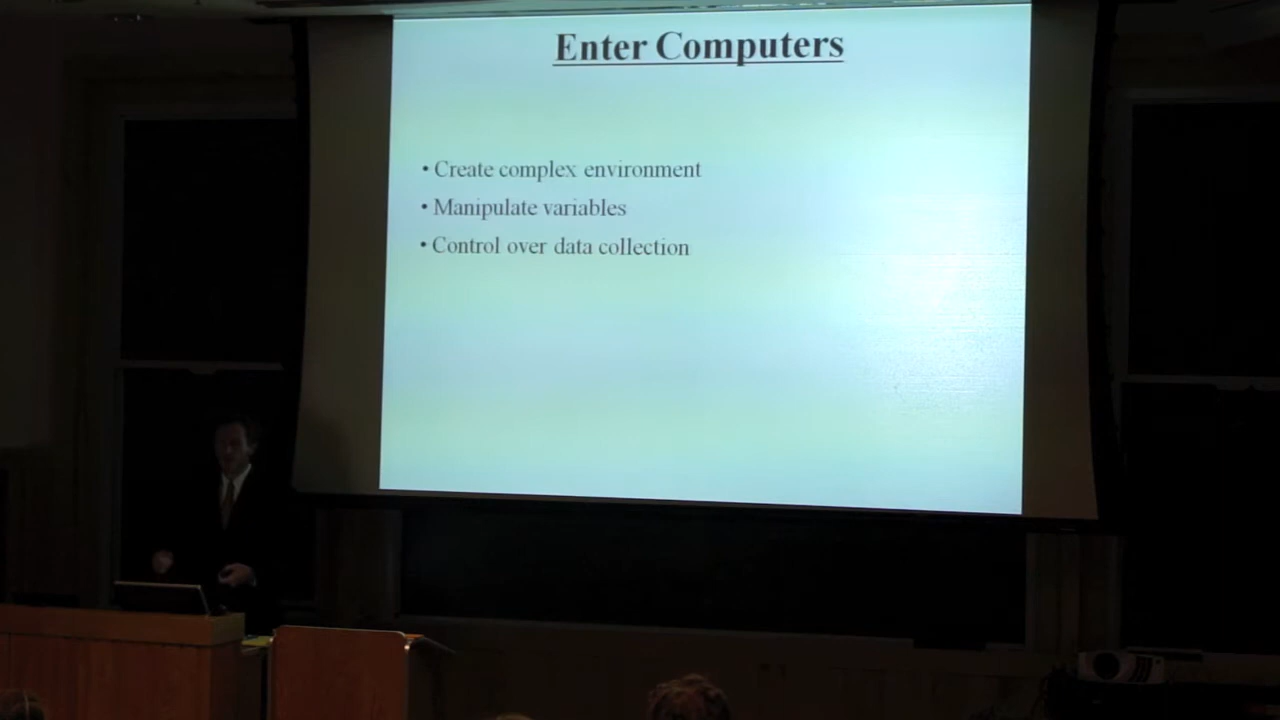 Enter Computers
• Create complex environment
• Manipulate variables
• Control over data collection